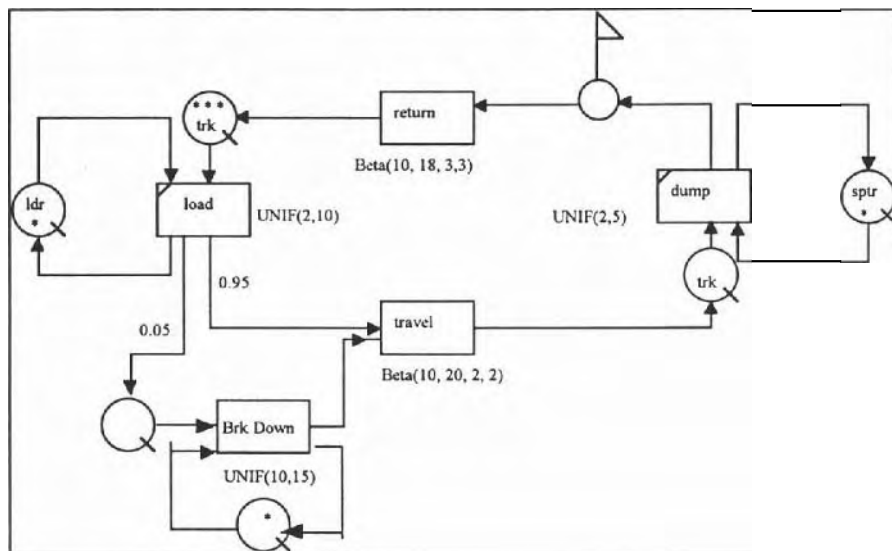 * * *
trk
return
Beta(10, 18, 3,3)
ldr
*
load
UNIF(2,10)
UNIF(2,5)
dump
sptr
*
trk
0.95
0.05
travel
Beta(10, 20, 2, 2)
Brk Down
UNIF(10,15)
*